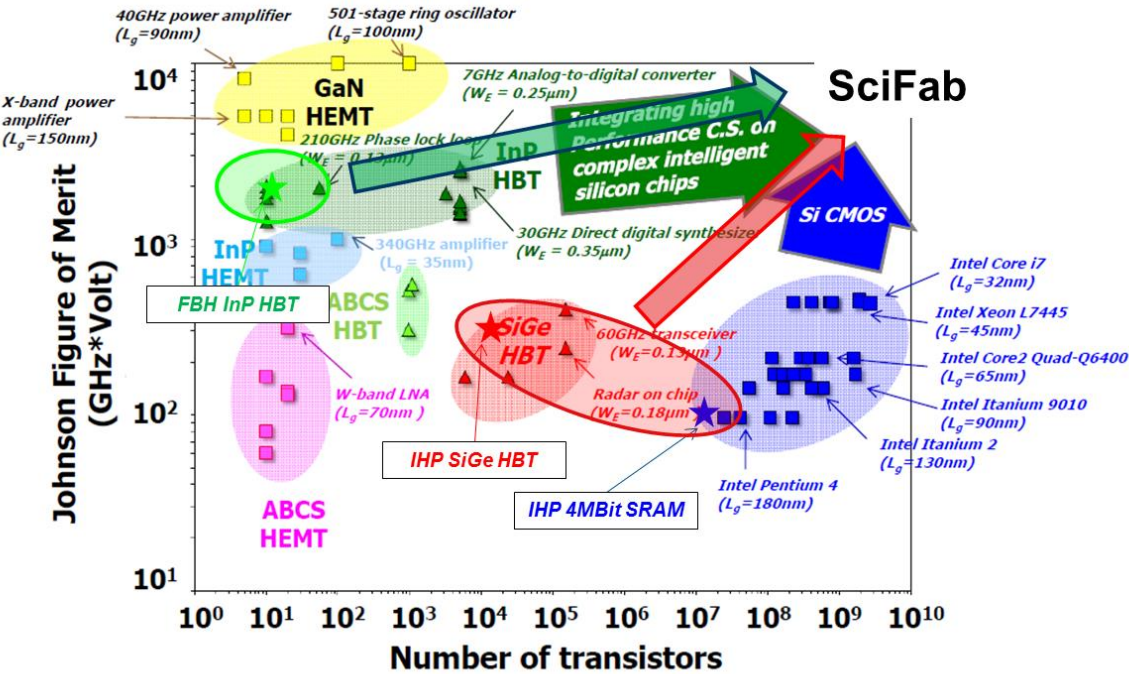 40GHz power amplifier
(Lg=90nm)
501-stage ring oscillator
(Lg=100nm)
X-band power
amplifier
(Lg=150nm)
GaN
HEMT
7GHz Analog-to-digital converter
(WE = 0.25µm)
SciFab
Integrating high
Performance C.S. on
complex intelligent
silicon chips
210GHz Phase lock loop
(WE = 0.13µm)
InP
HBT
Si CMOS
30GHz Direct digital synthesizer
(WE = 0.35µm)
InP
HEMT
340GHz amplifier
(Lg = 35nm)
FBH InP HBT
ABCS
HBT
SiGe
HBT
60GHz transceiver
(WE=0.13µm )
Radar on chip
(WE=0.18µm)
Intel Core i7
(Lg=32nm)
Intel Xeon L7445
(Lg=45nm)
Intel Core2 Quad-Q6400
(Lg=65nm)
Intel Itanium 9010
(Lg=90nm)
Intel Itanium 2
(Lg=130nm)
Intel Pentium 4
(Lg=180nm)
W-band LNA
(Lg=70nm )
IHP SiGe HBT
IHP 4MBit SRAM
ABCS
HEMT
Johnson Figure of Merit
(GHz*Volt)
10⁴
10³
10²
10¹
10⁰ 10¹ 10² 10³ 10⁴ 10⁵ 10⁶ 10⁷ 10⁸ 10⁹ 10¹⁰
Number of transistors